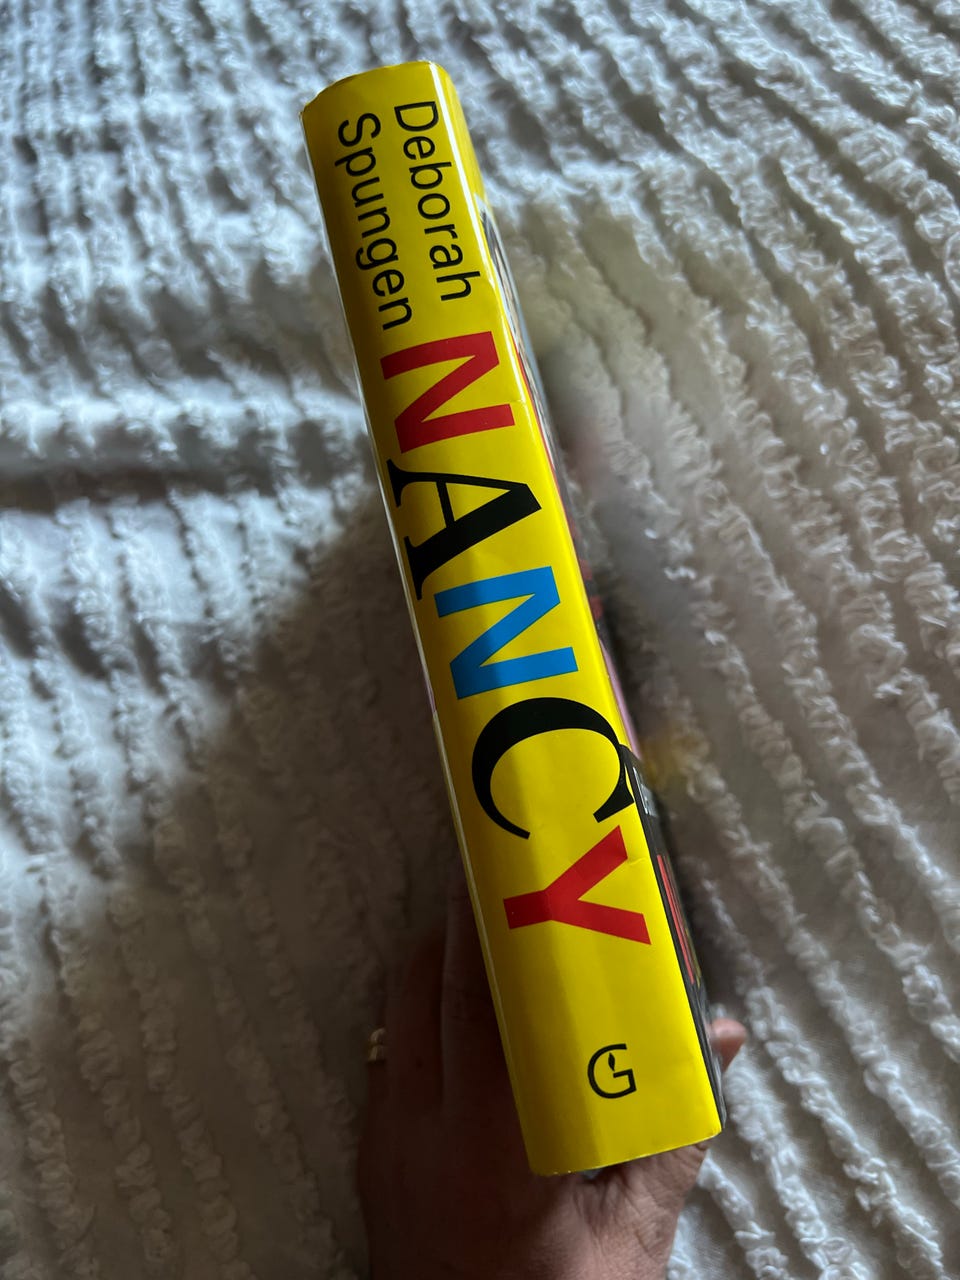 Deborah
Spungen
NANCY
G